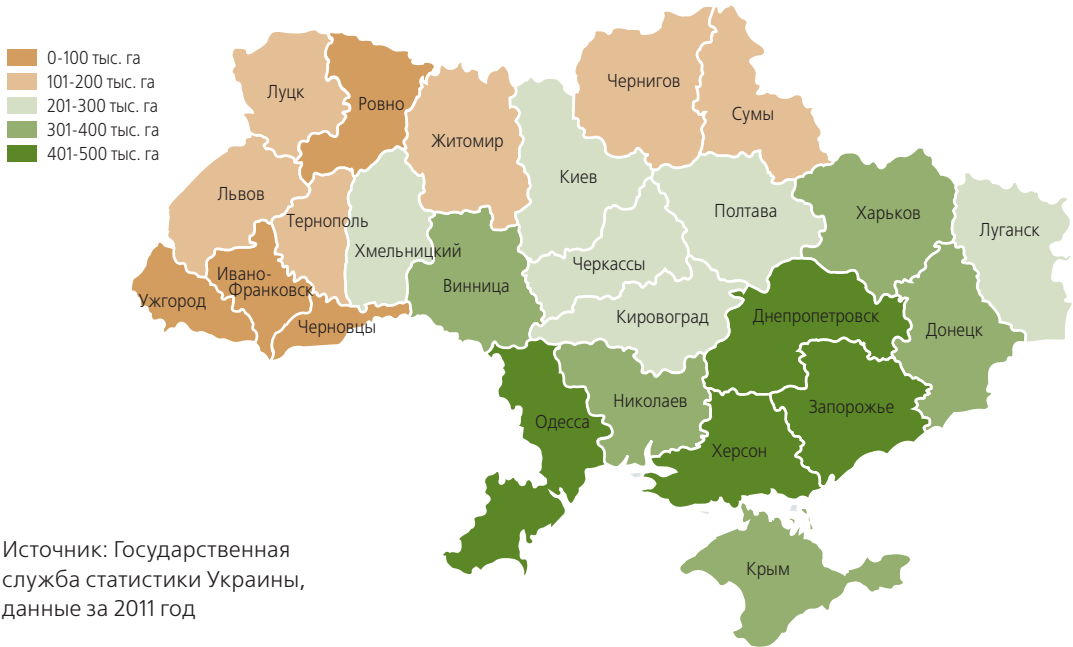 0-100 тыс. га
101-200 тыс. га
201-300 тыс. га
301-400 тыс. га
401-500 тыс. га
Луцк
Ровно
Житомир
Чернигов
Сумы
Киев
Львов
Тернополь
Хмельницкий
Полтава
Харьков
Луганск
Черкассы
Ивано-
Франковск
Ужгород
Черновцы
Винница
Кировоград
Днепропетровск
Донецк
Николаев
Одесса
Запорожье
Херсон
Крым
Источник: Государственная
служба статистики Украины,
данные за 2011 год